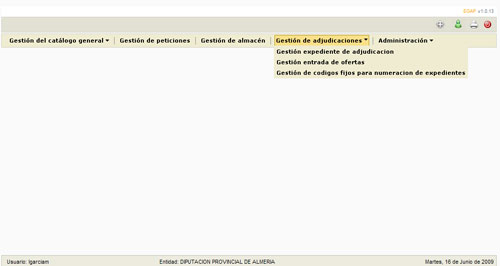 SGAP v1.0.13
Gestión del catálogo general Gestión de peticiones Gestión de almacén Gestión de adjudicaciones Administración
Gestión expediente de adjudicacion
Gestión entrada de ofertas
Gestión de codigos fijos para numeracion de expedientes
Usuario: lgarciam Entidad: DIPUTACION PROVINCIAL DE ALMERIA Martes, 16 de Junio de 2009